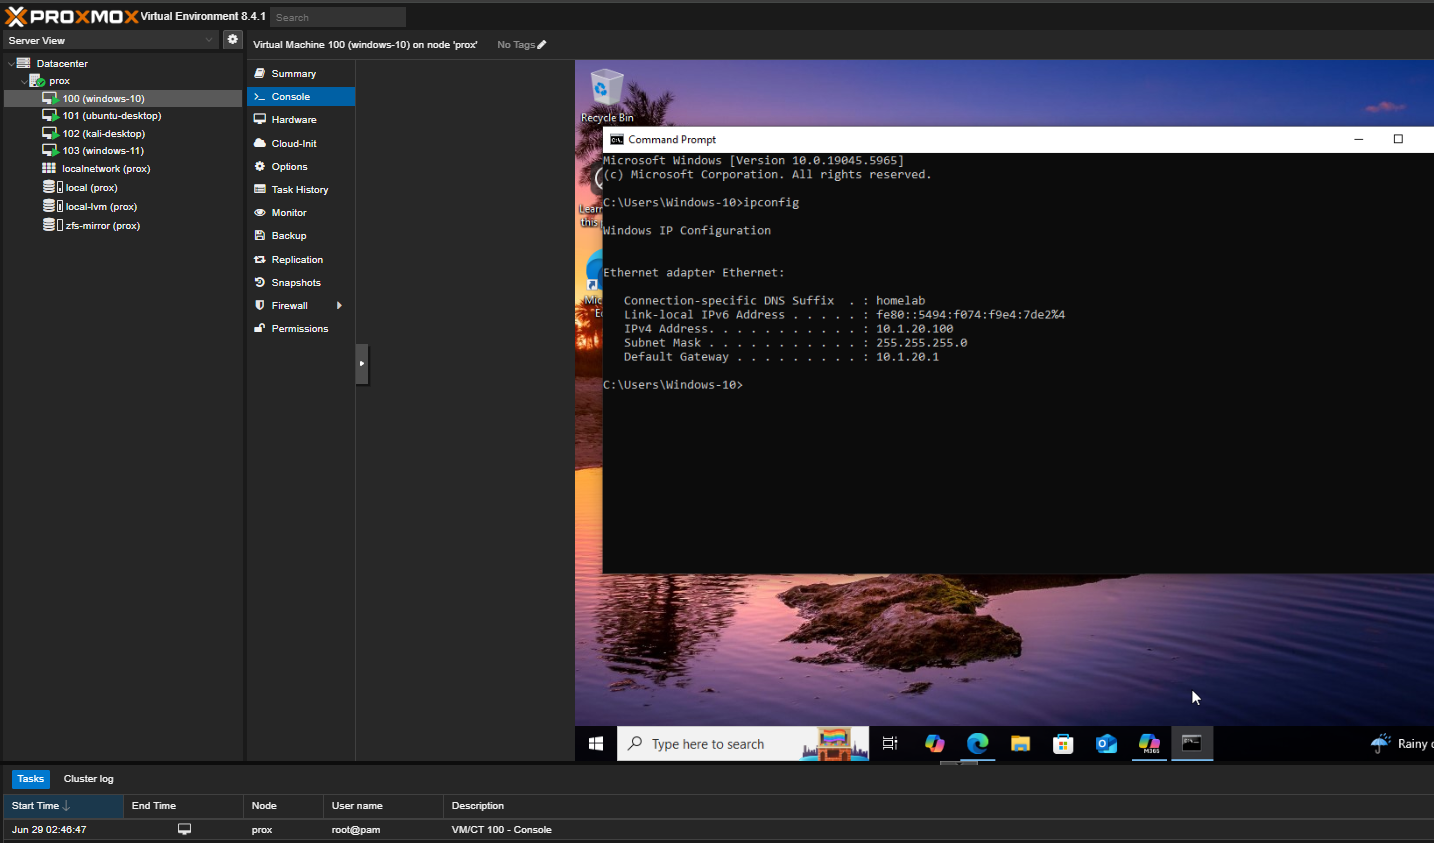 PROXMOX Virtual Environment 8.4.1 Search
Server View
Datacenter
prox
100 (windows-10)
101 (ubuntu-desktop)
102 (kali-desktop)
103 (windows-11)
localnetwork (prox)
local (prox)
local-lvm (prox)
zfs-mirror (prox)
Virtual Machine 100 (windows-10) on node 'prox' No Tags
Summary
Console
Hardware
Cloud-Init
Options
Task History
Monitor
Backup
Replication
Snapshots
Firewall
Permissions
Recycle Bin
Learn
this
Mic
E
Command Prompt
Microsoft Windows [Version 10.0.19045.5965]
(c) Microsoft Corporation. All rights reserved.
C:\Users\Windows-10>ipconfig
Windows IP Configuration
Ethernet adapter Ethernet:
Connection-specific DNS Suffix  . : homelab
Link-local IPv6 Address . . . . . : fe80::5494:f074:f9e4:7de2%4
IPv4 Address. . . . . . . . . . . : 10.1.20.100
Subnet Mask . . . . . . . . . . . : 255.255.255.0
Default Gateway . . . . . . . . . : 10.1.20.1
C:\Users\Windows-10>
Type here to search
M365
Rainy
Tasks Cluster log
Start Time End Time Node User name Description
Jun 29 02:46:47 prox root@pam VM/CT 100 - Console